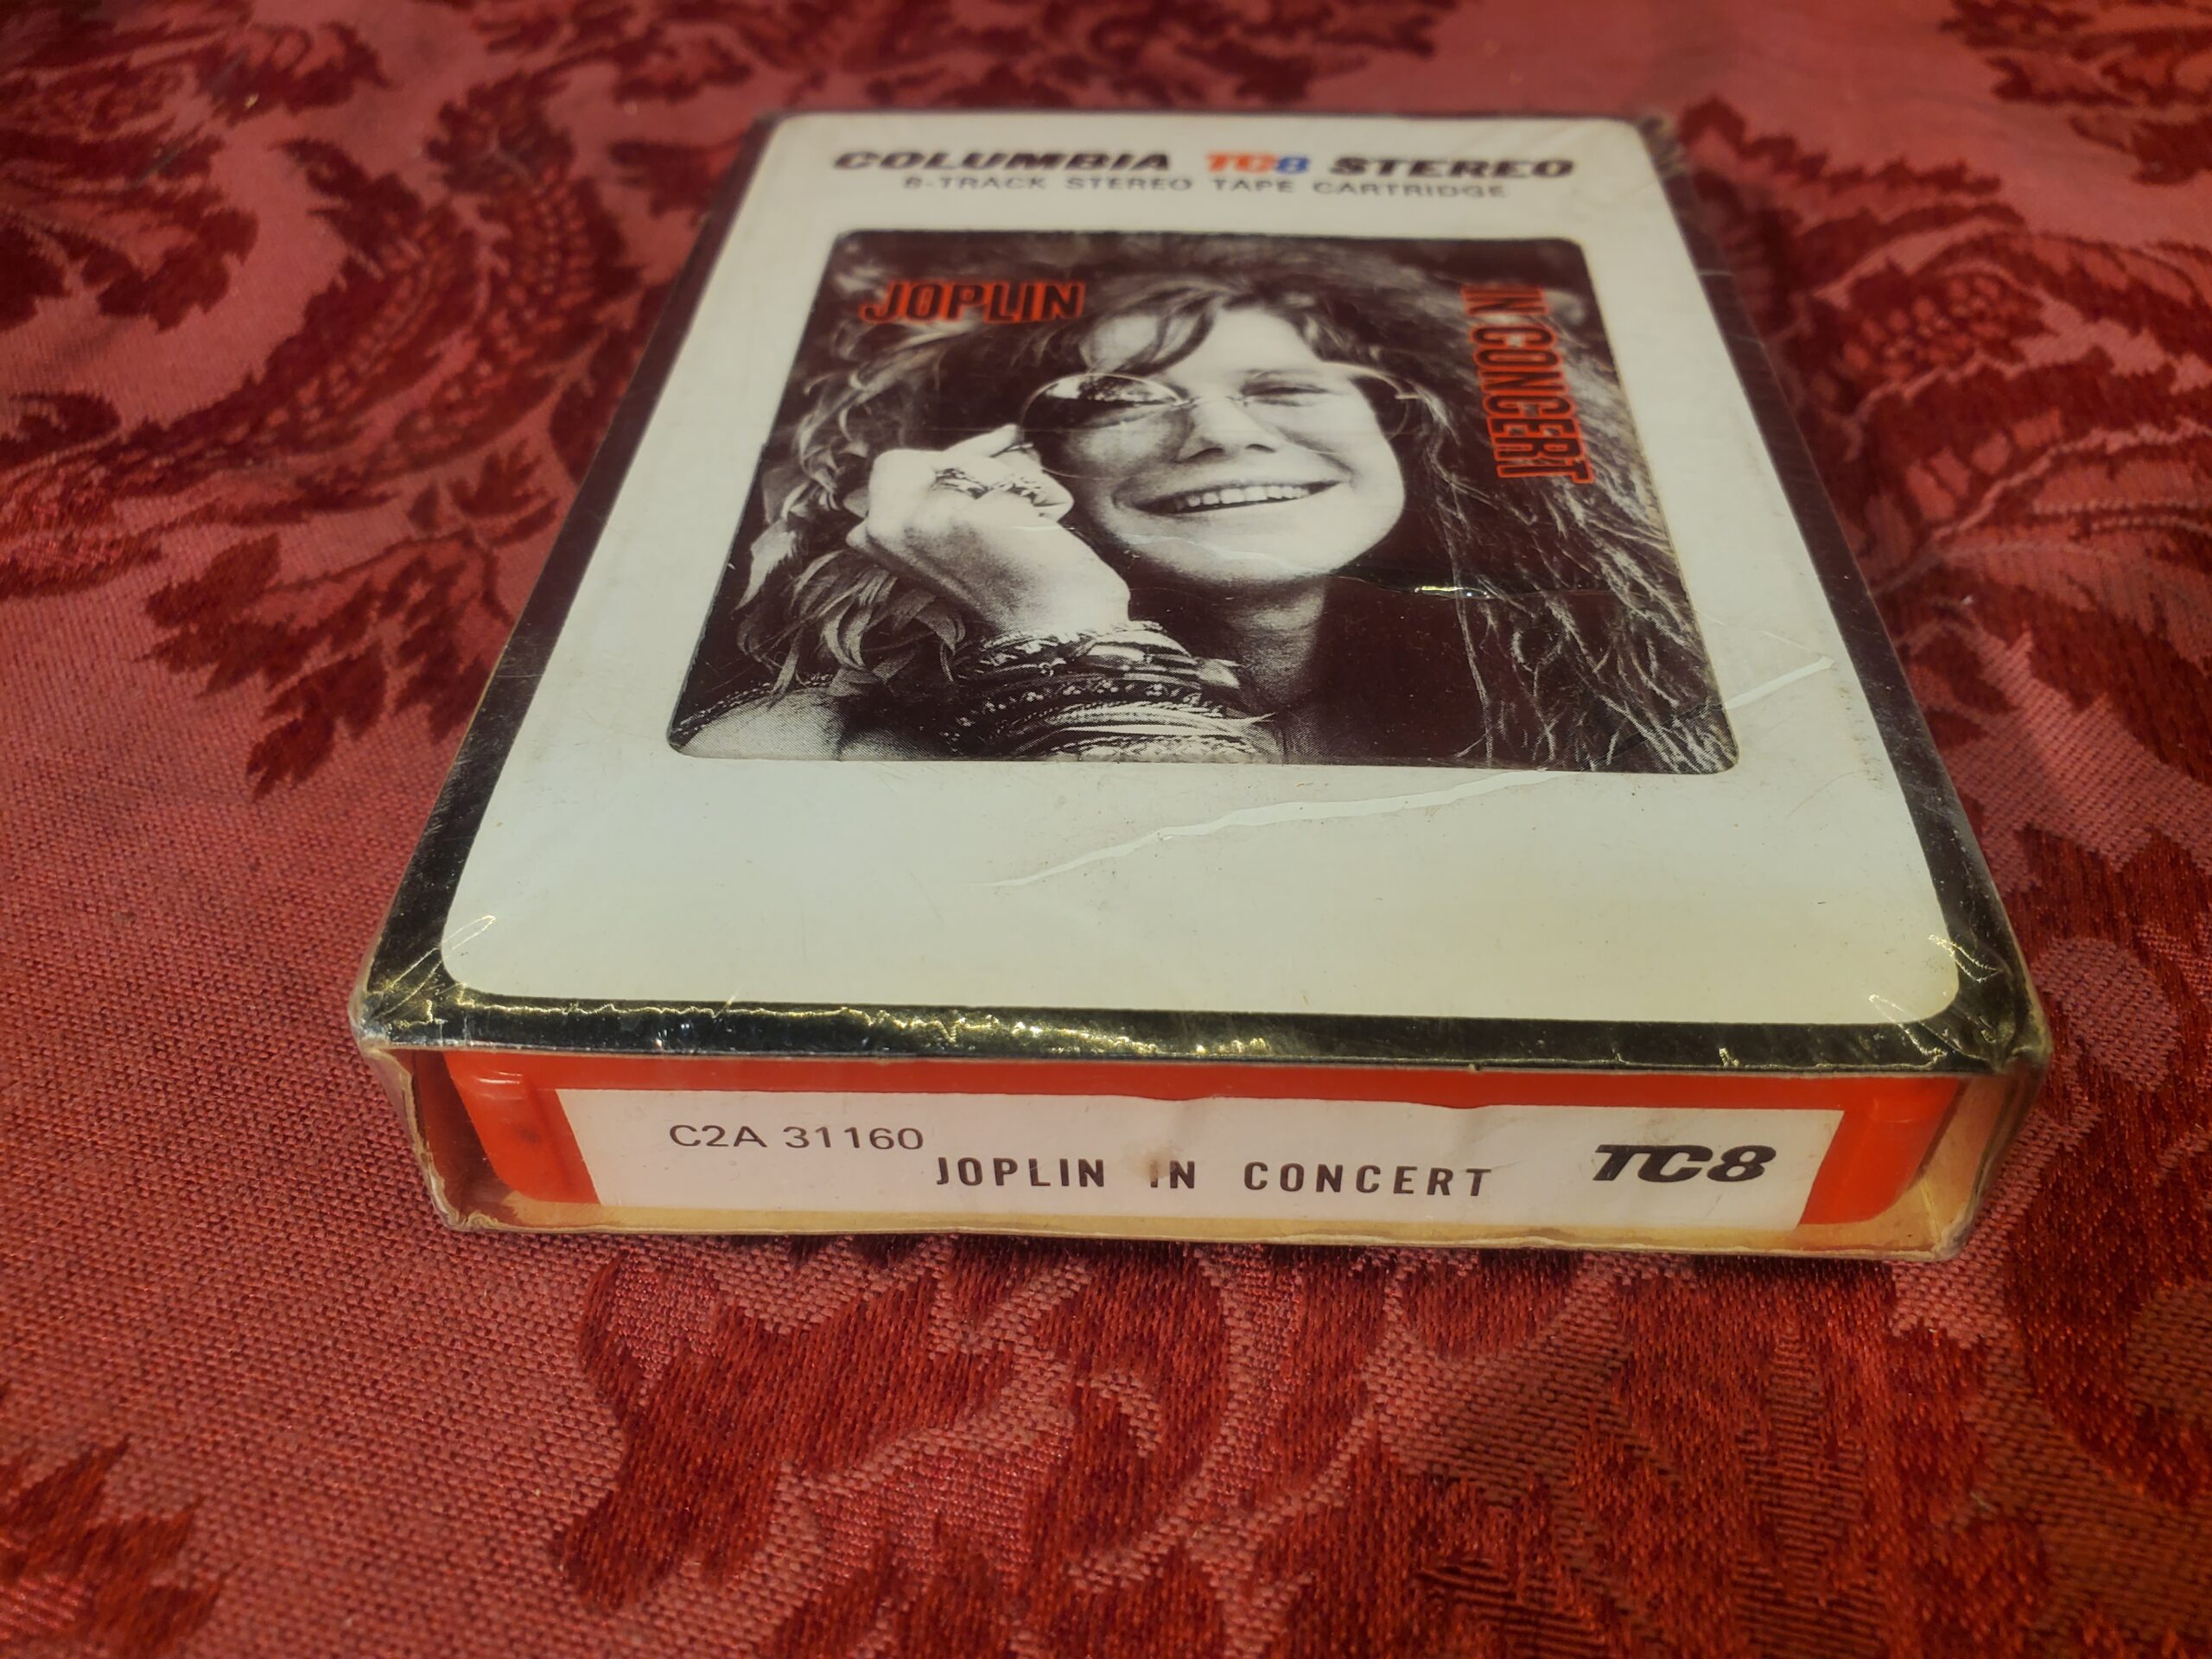 COLUMBIA TC8 STEREO
8-TRACK STEREO TAPE CARTRIDGE
JOPLIN
IN CONCERT
C2A 31160
JOPLIN IN CONCERT
TC8